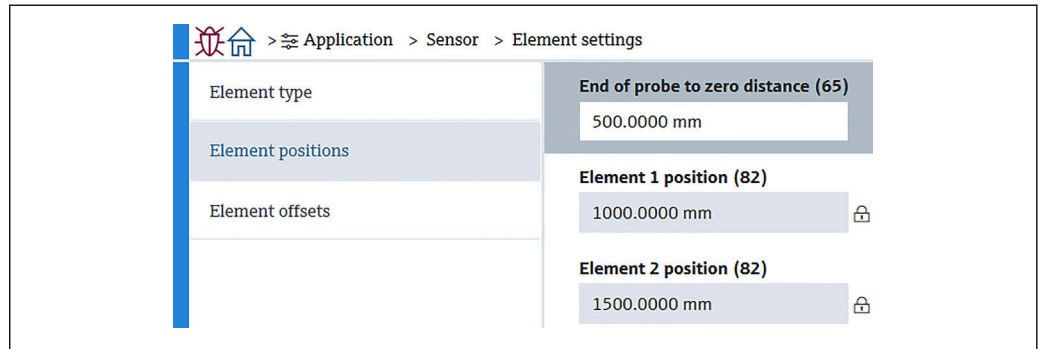 > Application > Sensor > Element settings
Element type
Element positions
Element offsets
End of probe to zero distance (65)
500.0000 mm
Element 1 position (82)
1000.0000 mm
Element 2 position (82)
1500.0000 mm